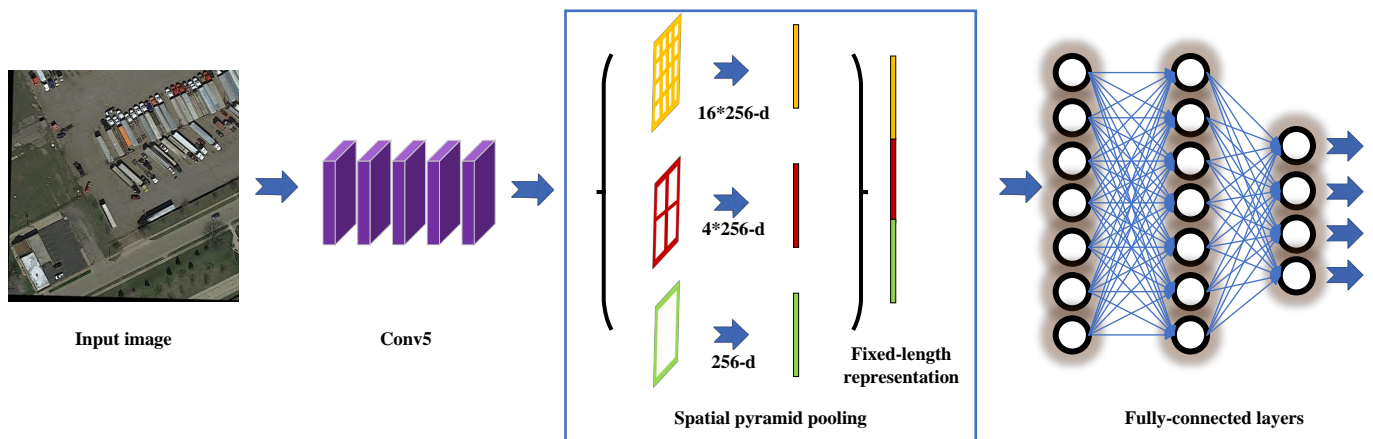 16*256-d
4*256-d
256-d
Fixed-length
representation
Input image
Conv5
Spatial pyramid pooling
Fully-connected layers